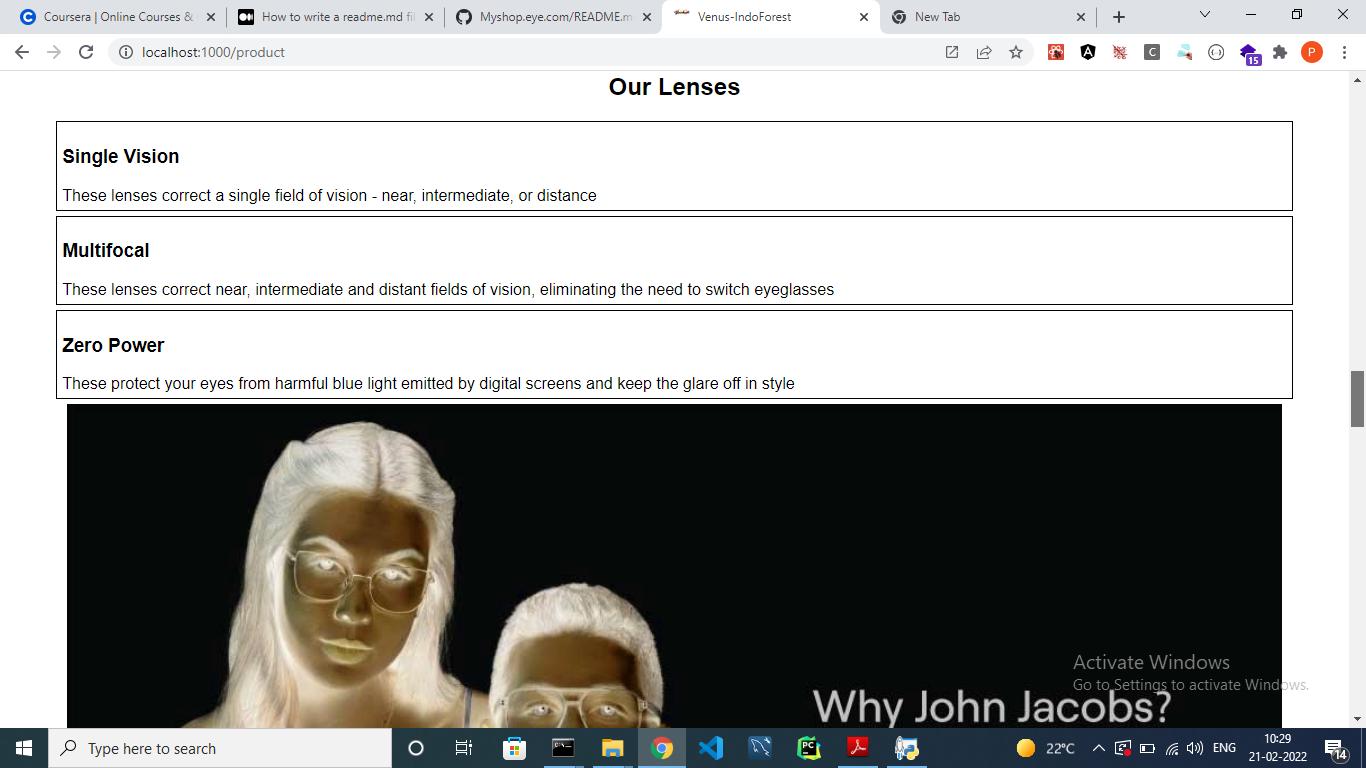 Coursera | Online Courses &
How to write a readme.md fi
Myshop.eye.com/README.m
Venus-IndoForest
New Tab
localhost:1000/product
C
15
P
Our Lenses
Single Vision
These lenses correct a single field of vision - near, intermediate, or distance
Multifocal
These lenses correct near, intermediate and distant fields of vision, eliminating the need to switch eyeglasses
Zero Power
These protect your eyes from harmful blue light emitted by digital screens and keep the glare off in style
Why John Jacobs?
Activate Windows
Go to Settings to activate Windows.
Type here to search
PC
22°C
ENG
10:29
21-02-2022
14